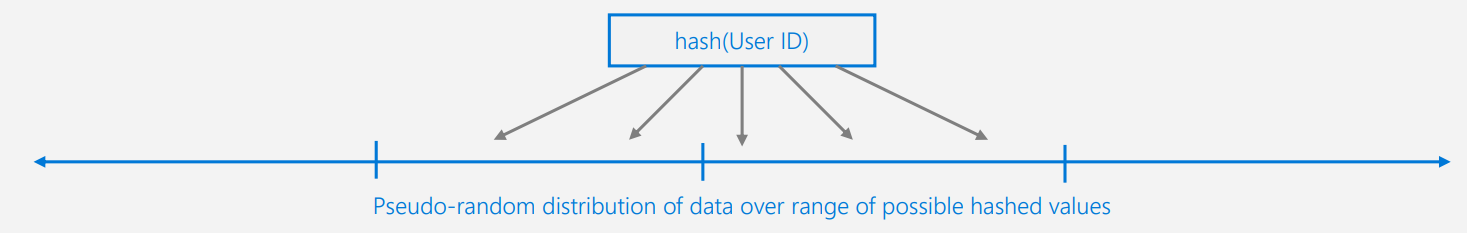 hash(User ID)
Pseudo-random distribution of data over range of possible hashed values